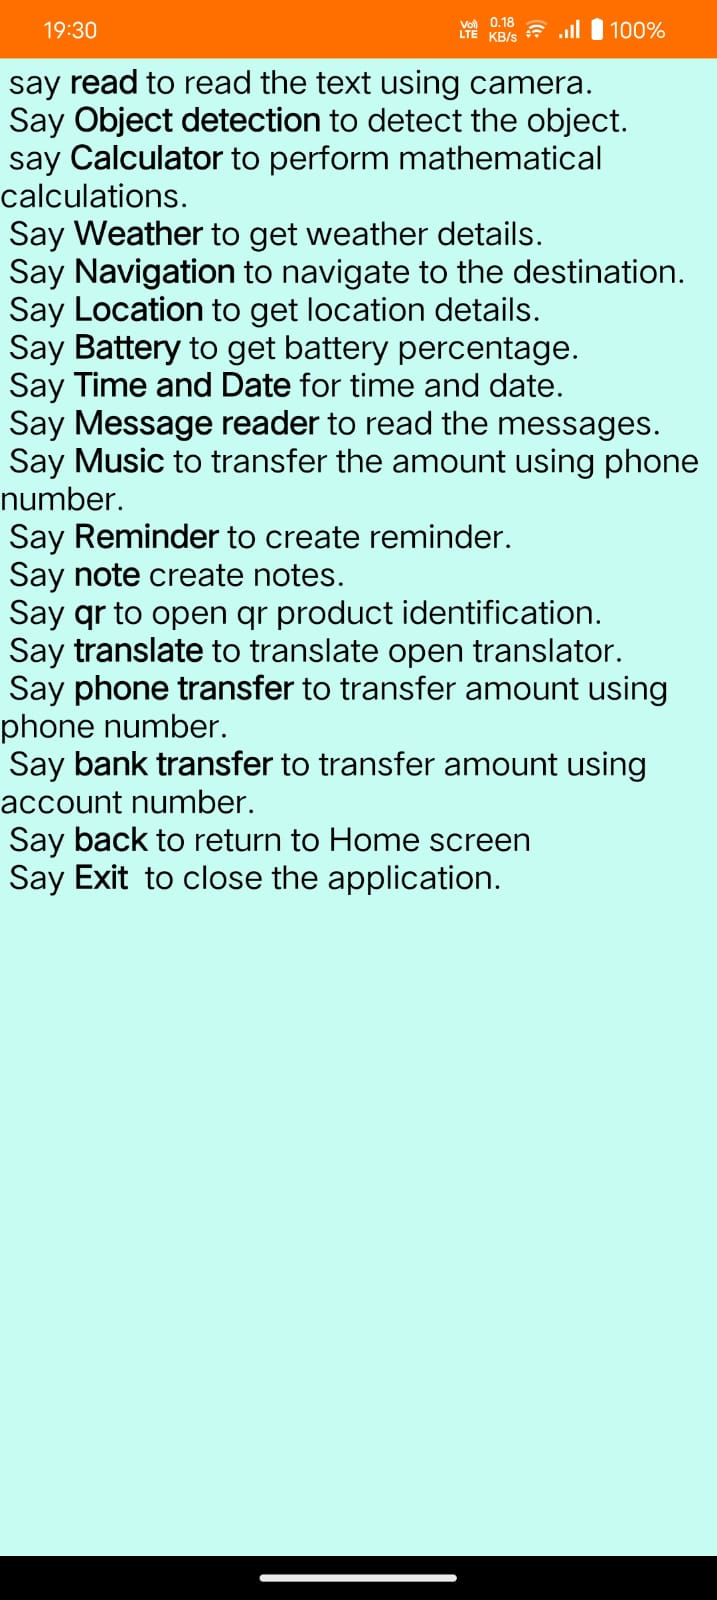 19:30 Vo) LTE 0.18 KB/s 100%
say read to read the text using camera.
Say Object detection to detect the object.
say Calculator to perform mathematical
calculations.
Say Weather to get weather details.
Say Navigation to navigate to the destination.
Say Location to get location details.
Say Battery to get battery percentage.
Say Time and Date for time and date.
Say Message reader to read the messages.
Say Music to transfer the amount using phone
number.
Say Reminder to create reminder.
Say note create notes.
Say qr to open qr product identification.
Say translate to translate open translator.
Say phone transfer to transfer amount using
phone number.
Say bank transfer to transfer amount using
account number.
Say back to return to Home screen
Say Exit  to close the application.